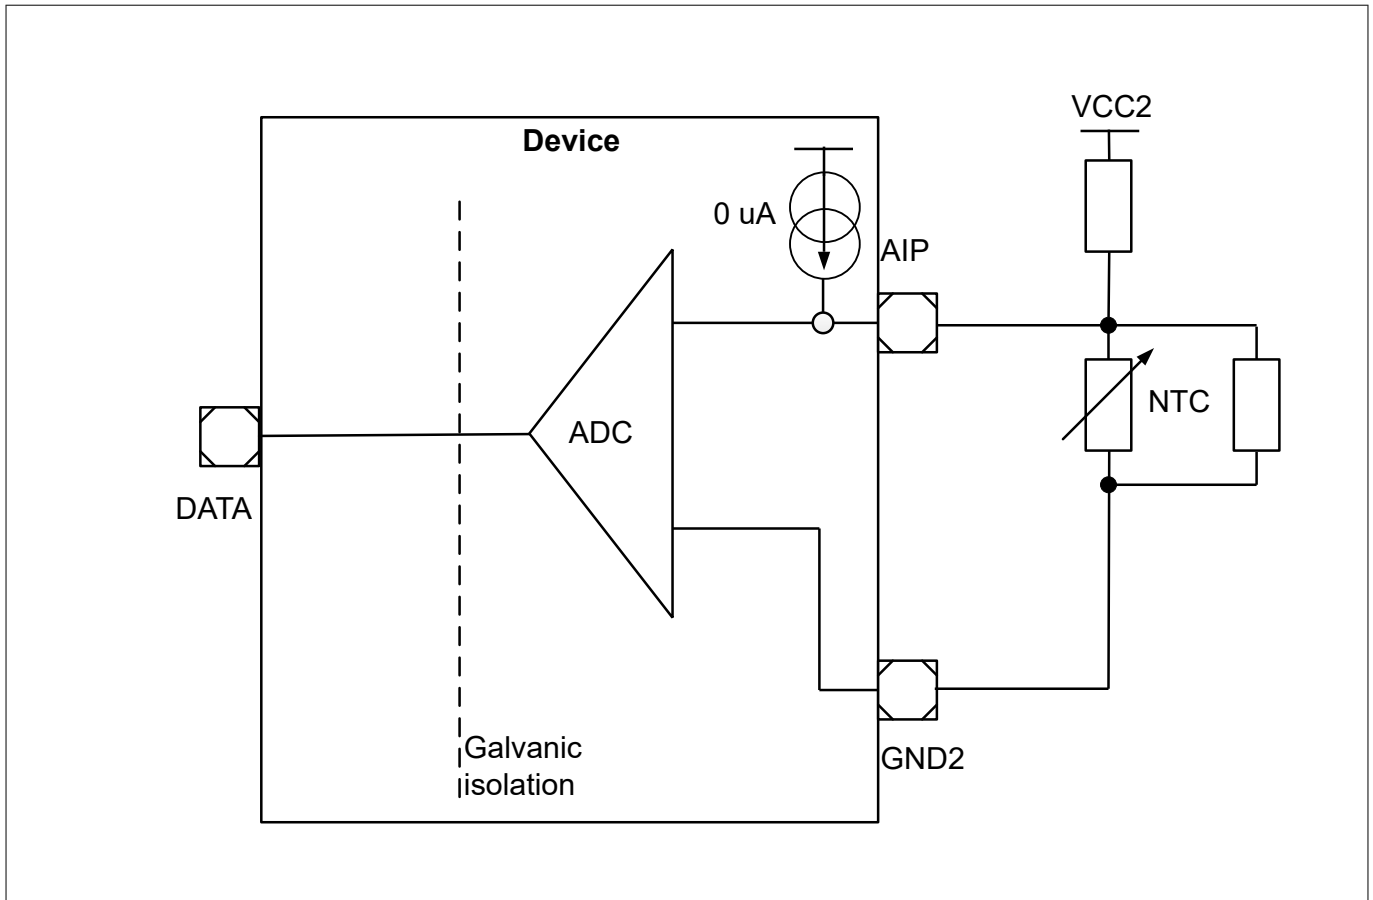 VCC2
Device
0 uA
AIP
NTC
ADC
DATA
Galvanic
isolation
GND2